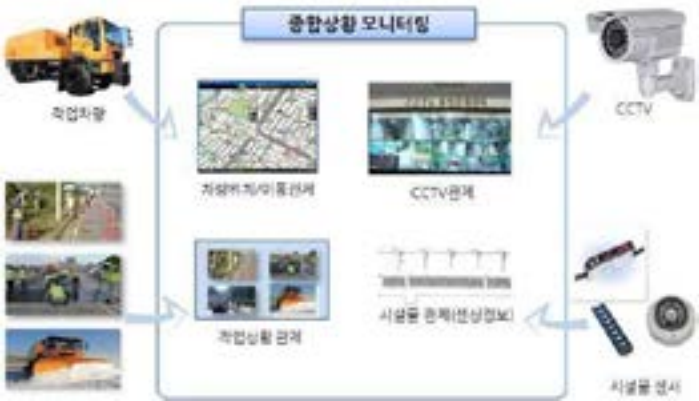 종합상황 모니터링
작업차량
CCTV
차량위치/이동관제
CCTV관제
작업상황 관제
시설물 관제(센싱정보)
시설물 센서